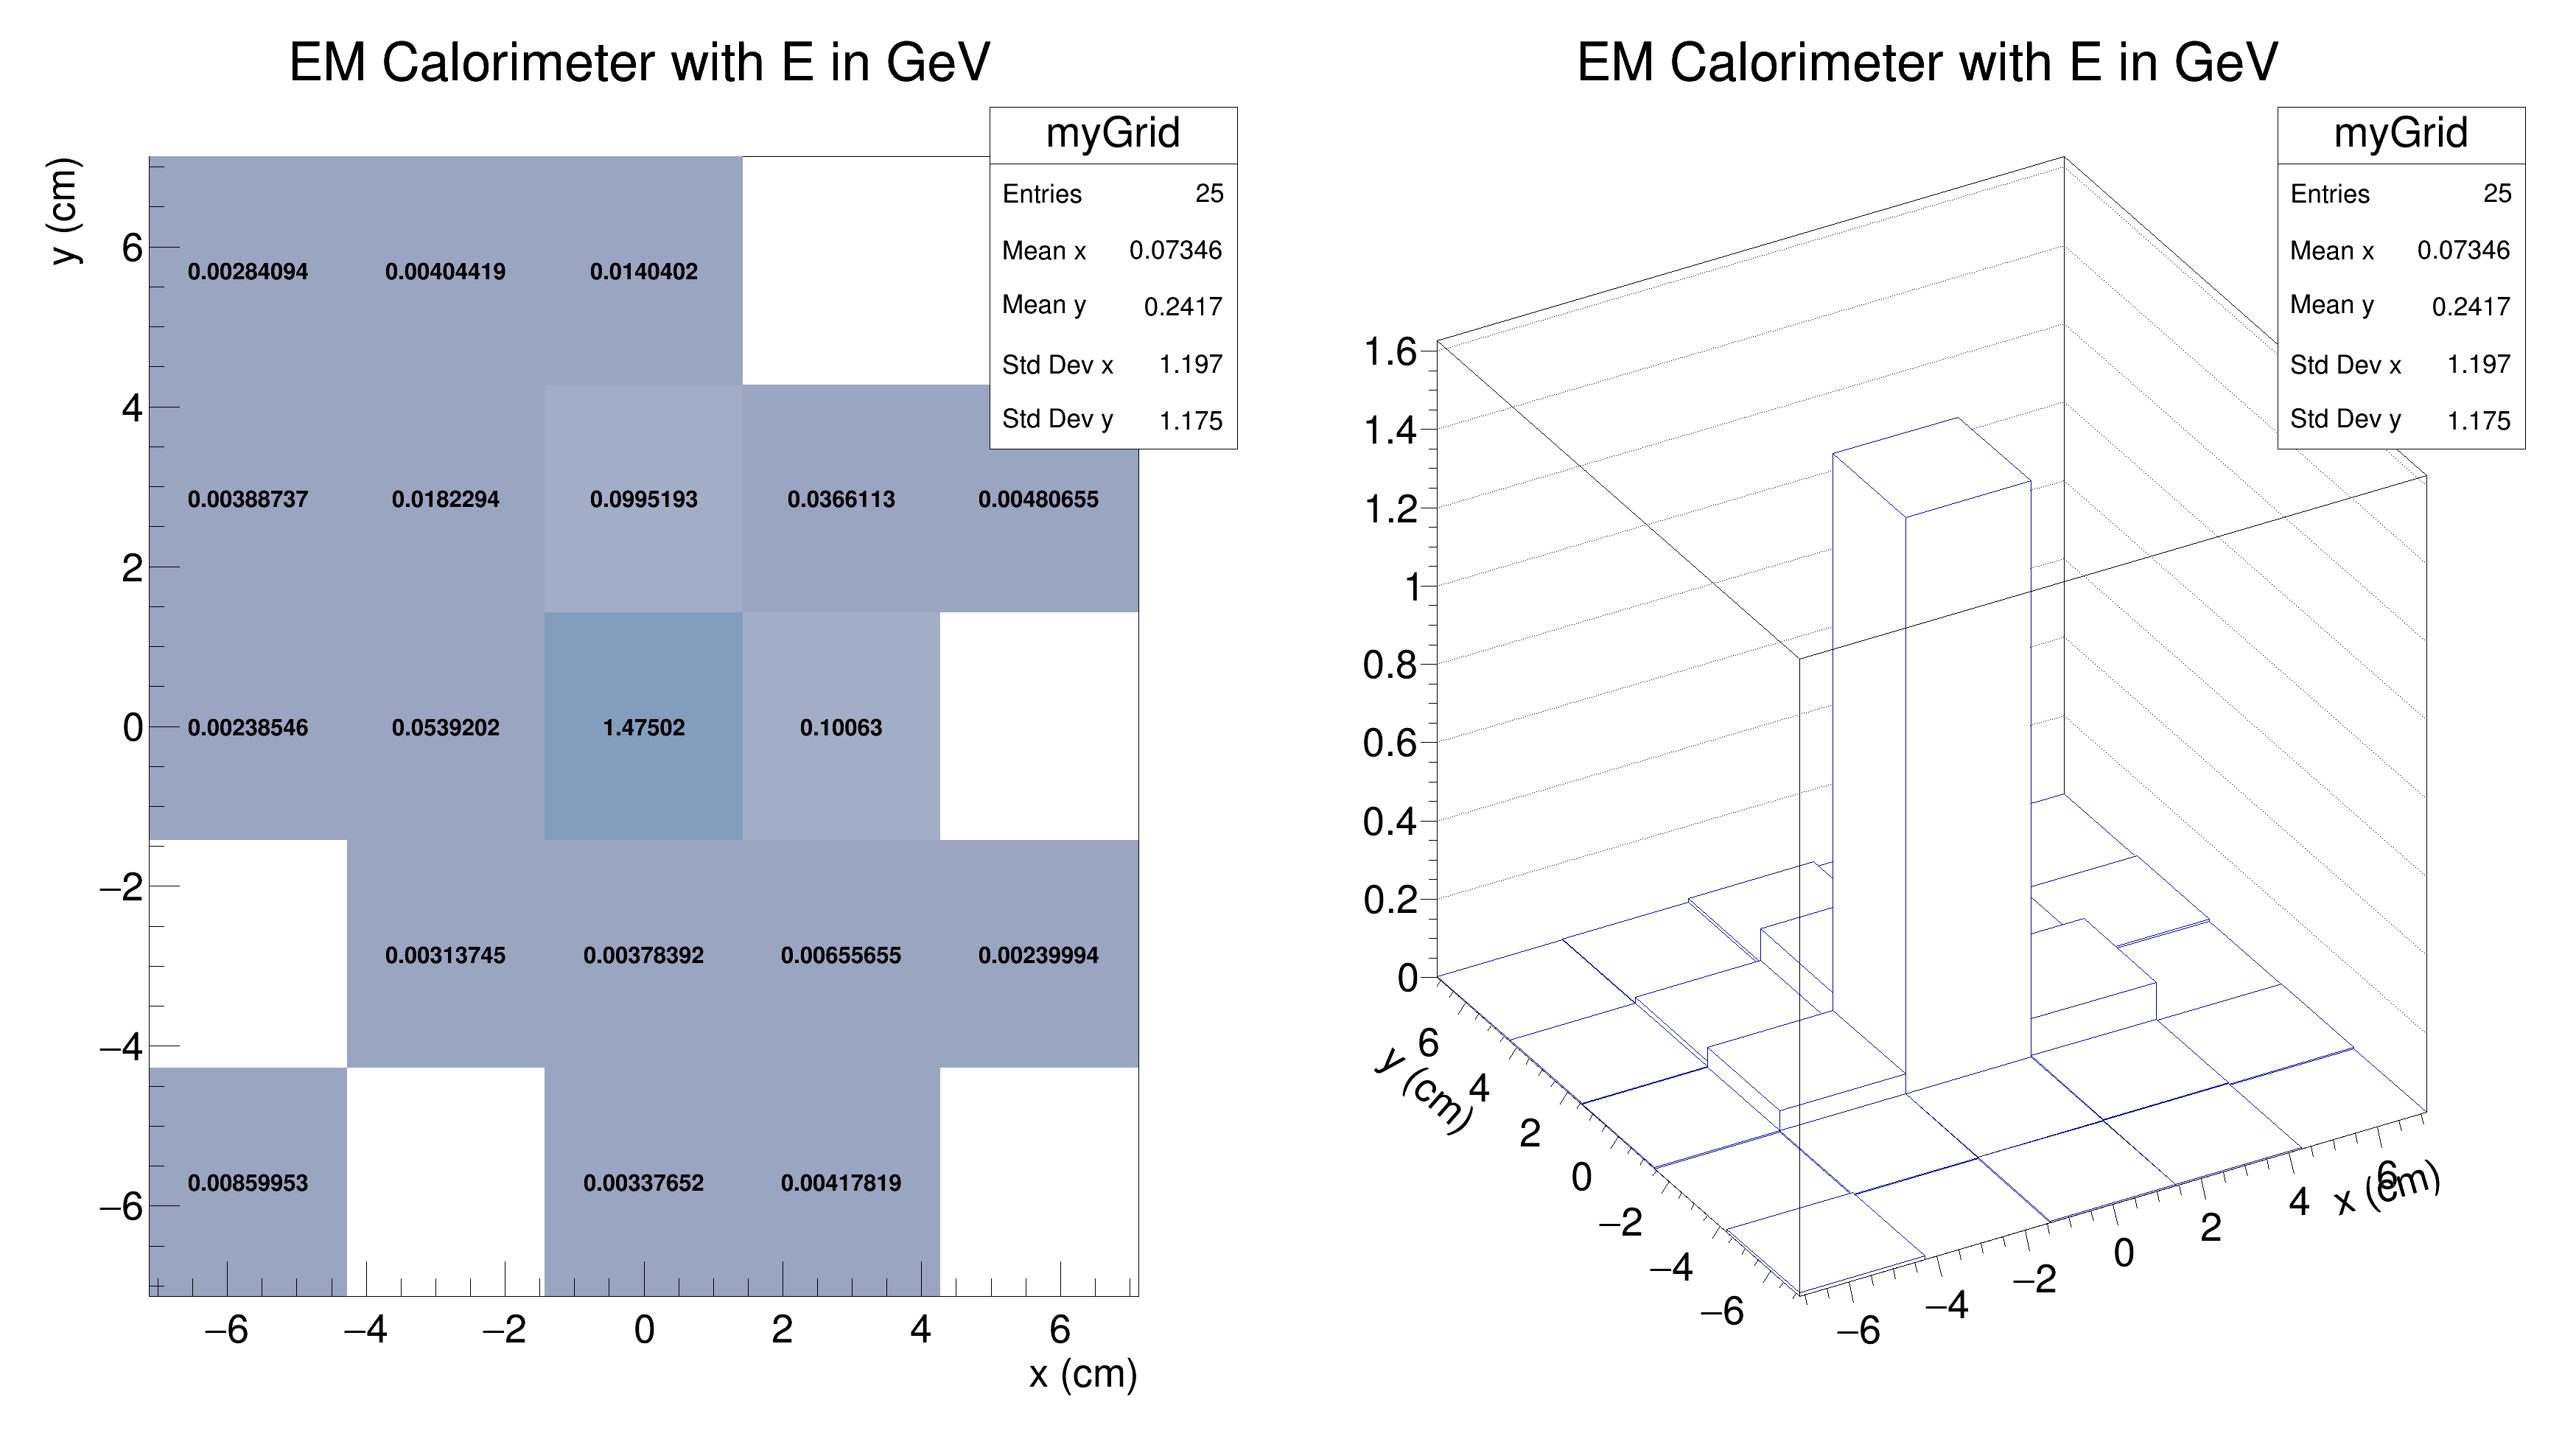 EM Calorimeter with E in GeV
myGrid
Entries 25
Mean x 0.07346
Mean y 0.2417
Std Dev x 1.197
Std Dev y 1.175
y (cm)
6
4
2
0
−2
−4
−6
0.00284094 0.00404419 0.0140402
0.00388737 0.0182294 0.0995193 0.0366113 0.00480655
0.00238546 0.0539202 1.47502 0.10063
0.00313745 0.00378392 0.00655655 0.00239994
0.00859953 0.00337652 0.00417819
−6 −4 −2 0 2 4 6
x (cm)
EM Calorimeter with E in GeV
myGrid
Entries 25
Mean x 0.07346
Mean y 0.2417
Std Dev x 1.197
Std Dev y 1.175
1.6
1.4
1.2
1
0.8
0.6
0.4
0.2
0
y (cm)
6
4
2
0
−2
−4
−6
−6
−4
−2
0
2
4
6
x (cm)